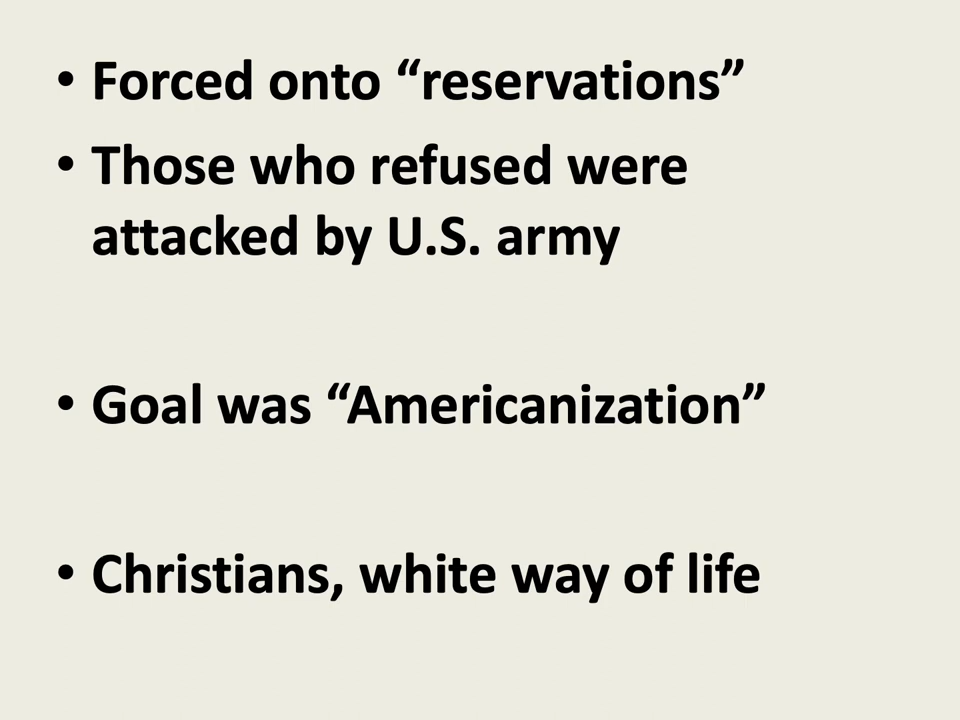 • Forced onto “reservations”
• Those who refused were
attacked by U.S. army
• Goal was “Americanization”
• Christians, white way of life